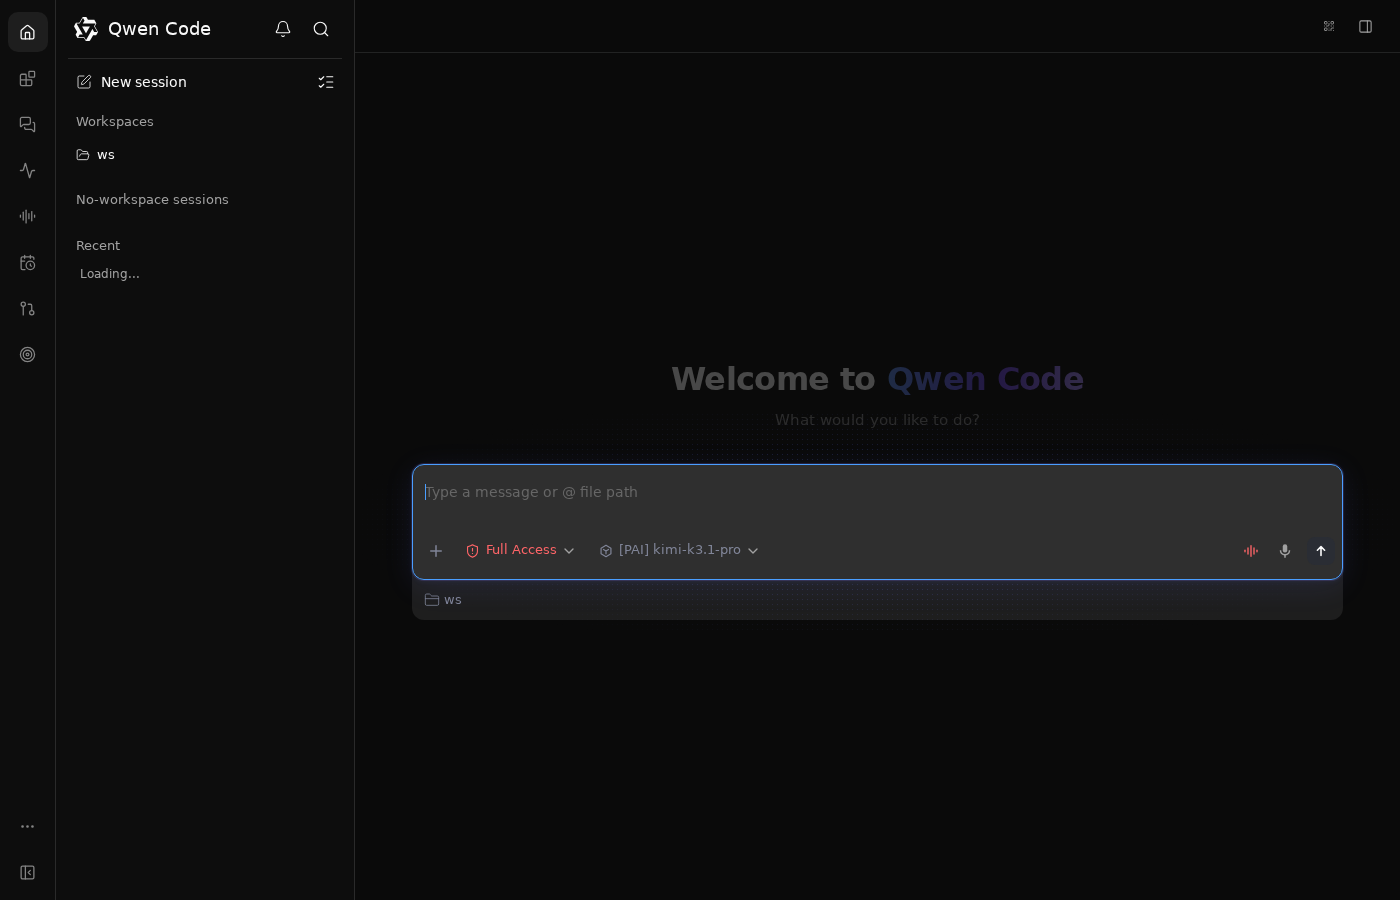 Qwen Code
New session
Workspaces
ws
No-workspace sessions
Recent
Loading...
Welcome to Qwen Code
What would you like to do?
Type a message or @ file path
Full Access
[PAI] kimi-k3.1-pro
ws